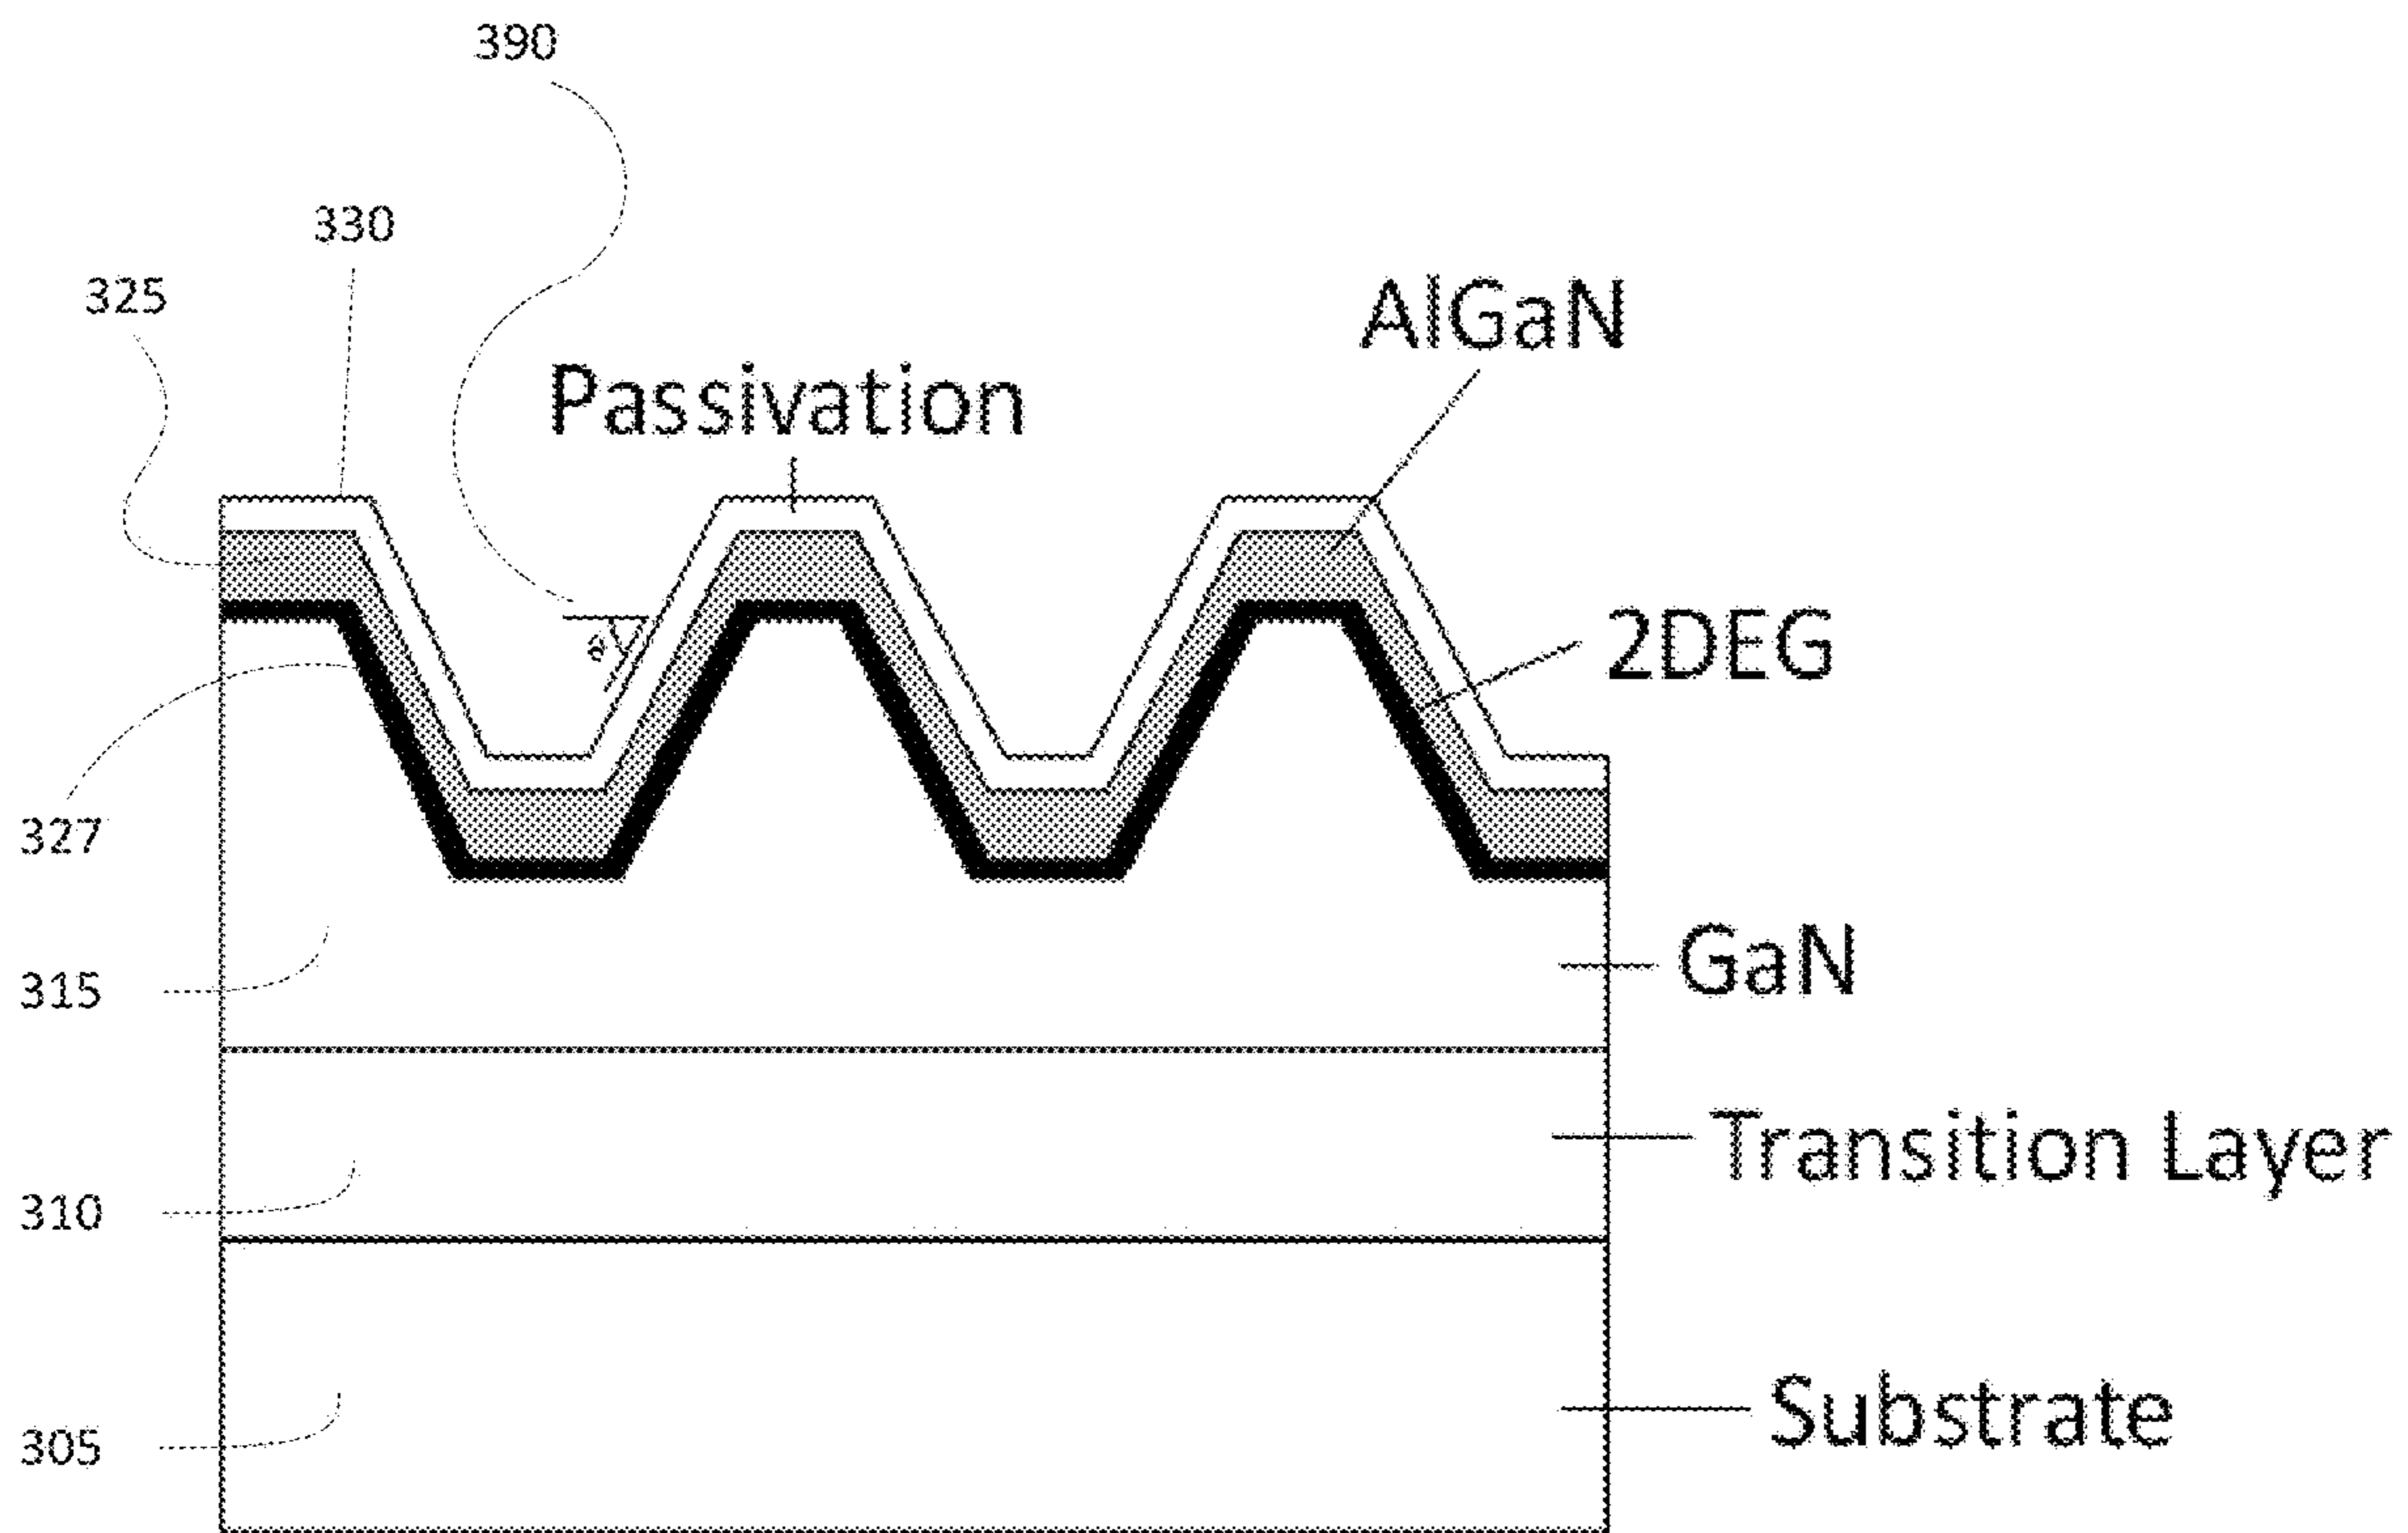 390
330
325
AlGaN
Passivation
2DEG
327
GaN
315
Transition Layer
310
Substrate
305